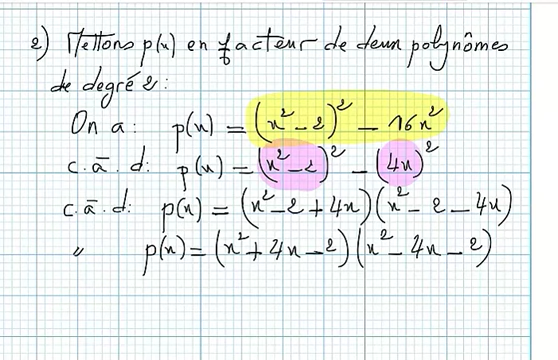 2) Mettons p(x) en facteur de deux polynômes
de degré 2 :
On a : p(x) = (x² - 2)² - 16x²
c.à.d : p(x) = (x² - 2)² - (4x)²
c.à.d : p(x) = (x² - 2 + 4x)(x² - 2 - 4x)
" p(x) = (x² + 4x - 2)(x² - 4x - 2)